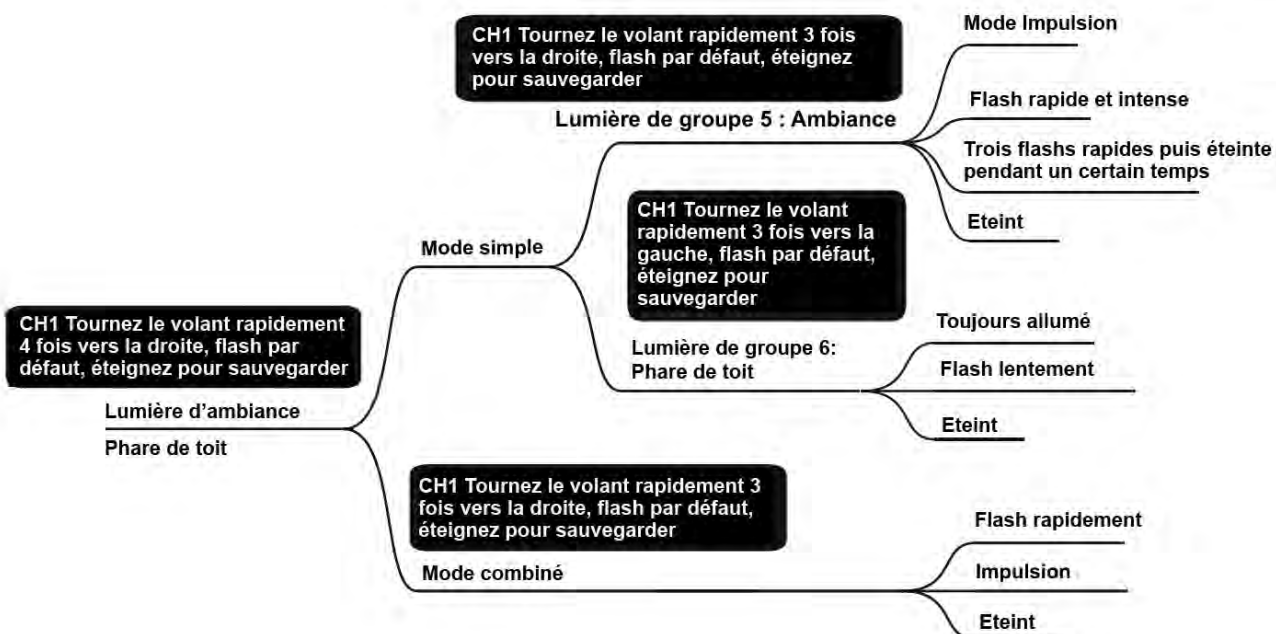 CH1 Tournez le volant rapidement 3 fois
vers la droite, flash par défaut, éteignez
pour sauvegarder
Lumière de groupe 5 : Ambiance
Mode Impulsion
Flash rapide et intense
Trois flashs rapides puis éteinte
pendant un certain temps
Eteint
Mode simple
CH1 Tournez le volant
rapidement 3 fois vers la
gauche, flash par défaut,
éteignez pour
sauvegarder
Lumière de groupe 6:
Phare de toit
Toujours allumé
Flash lentement
Eteint
CH1 Tournez le volant rapidement
4 fois vers la droite, flash par
défaut, éteignez pour sauvegarder
Lumière d'ambiance
Phare de toit
CH1 Tournez le volant rapidement 3
fois vers la droite, flash par défaut,
éteignez pour sauvegarder
Mode combiné
Flash rapidement
Impulsion
Eteint